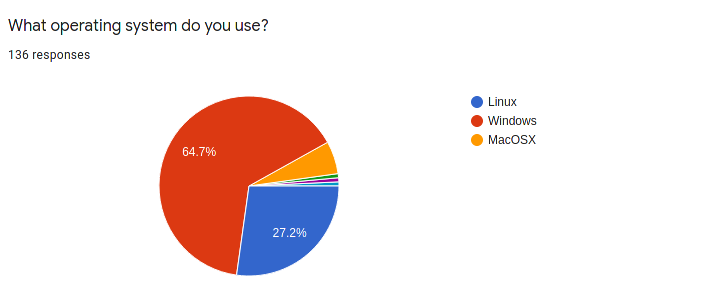 What operating system do you use?
136 responses
Linux
Windows
MacOSX
64.7%
27.2%